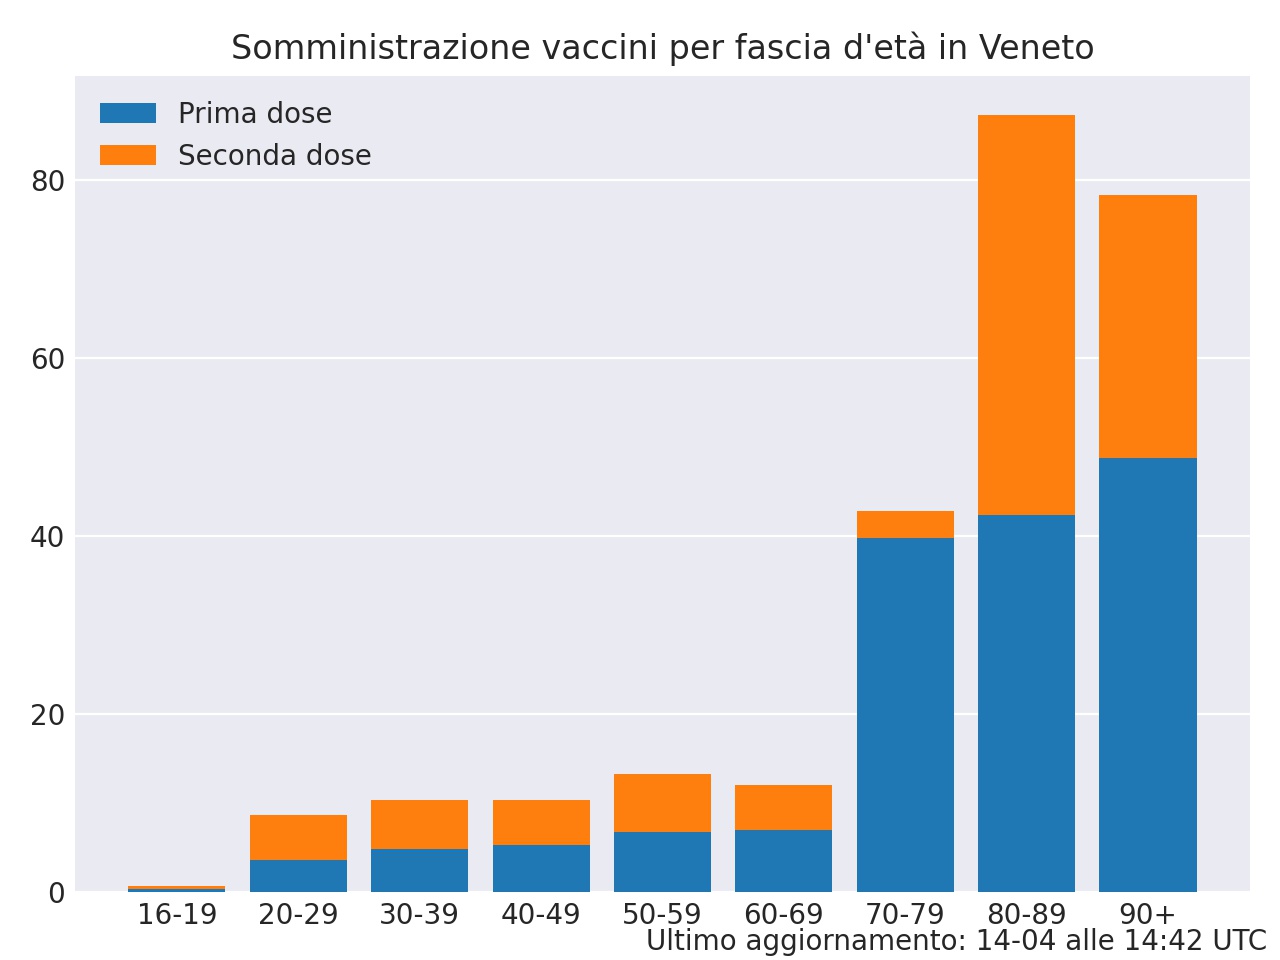 Somministrazione vaccini per fascia d'età in Veneto
Prima dose
Seconda dose
80
60
40
20
0
16-19 20-29 30-39 40-49 50-59 60-69 70-79 80-89 90+
Ultimo aggiornamento: 14-04 alle 14:42 UTC